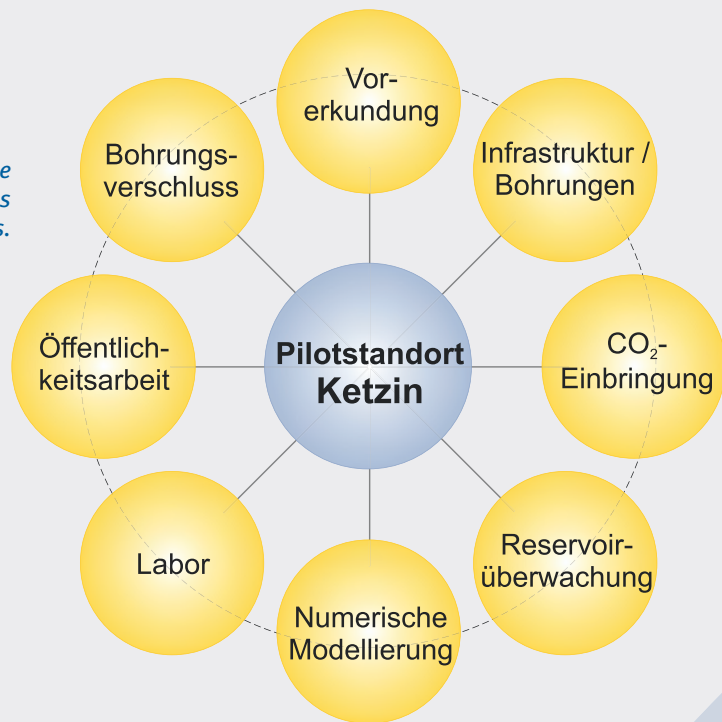 e
s
s.
Vor-
erkundung
Infrastruktur /
Bohrungen
CO₂-
Einbringung
Reservoir-
überwachung
Numerische
Modellierung
Labor
Öffentlich-
keitsarbeit
Bohrungs-
verschluss
Pilotstandort
Ketzin